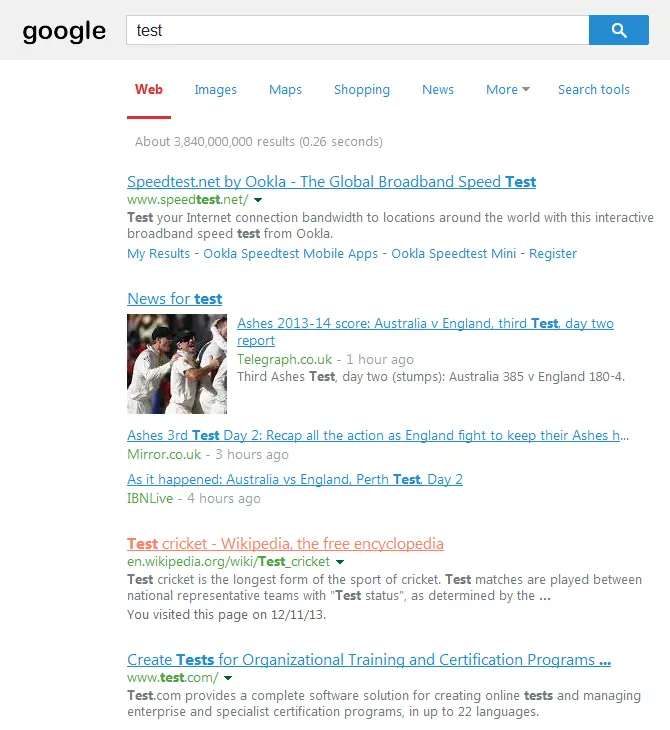 google
test
Web Images Maps Shopping News More Search tools
About 3,840,000,000 results (0.26 seconds)
Speedtest.net by Ookla - The Global Broadband Speed Test
www.speedtest.net/
Test your Internet connection bandwidth to locations around the world with this interactive
broadband speed test from Ookla.
My Results - Ookla Speedtest Mobile Apps - Ookla Speedtest Mini - Register
News for test
Ashes 2013-14 score: Australia v England, third Test, day two
report
Telegraph.co.uk - 1 hour ago
Third Ashes Test, day two (stumps): Australia 385 v England 180-4.
Ashes 3rd Test Day 2: Recap all the action as England fight to keep their Ashes h...
Mirror.co.uk - 3 hours ago
As it happened: Australia vs England, Perth Test, Day 2
IBNLive - 4 hours ago
Test cricket - Wikipedia, the free encyclopedia
en.wikipedia.org/wiki/Test_cricket
Test cricket is the longest form of the sport of cricket. Test matches are played between
national representative teams with "Test status", as determined by the ...
You visited this page on 12/11/13.
Create Tests for Organizational Training and Certification Programs ...
www.test.com/
Test.com provides a complete software solution for creating online tests and managing
enterprise and specialist certification programs, in up to 22 languages.